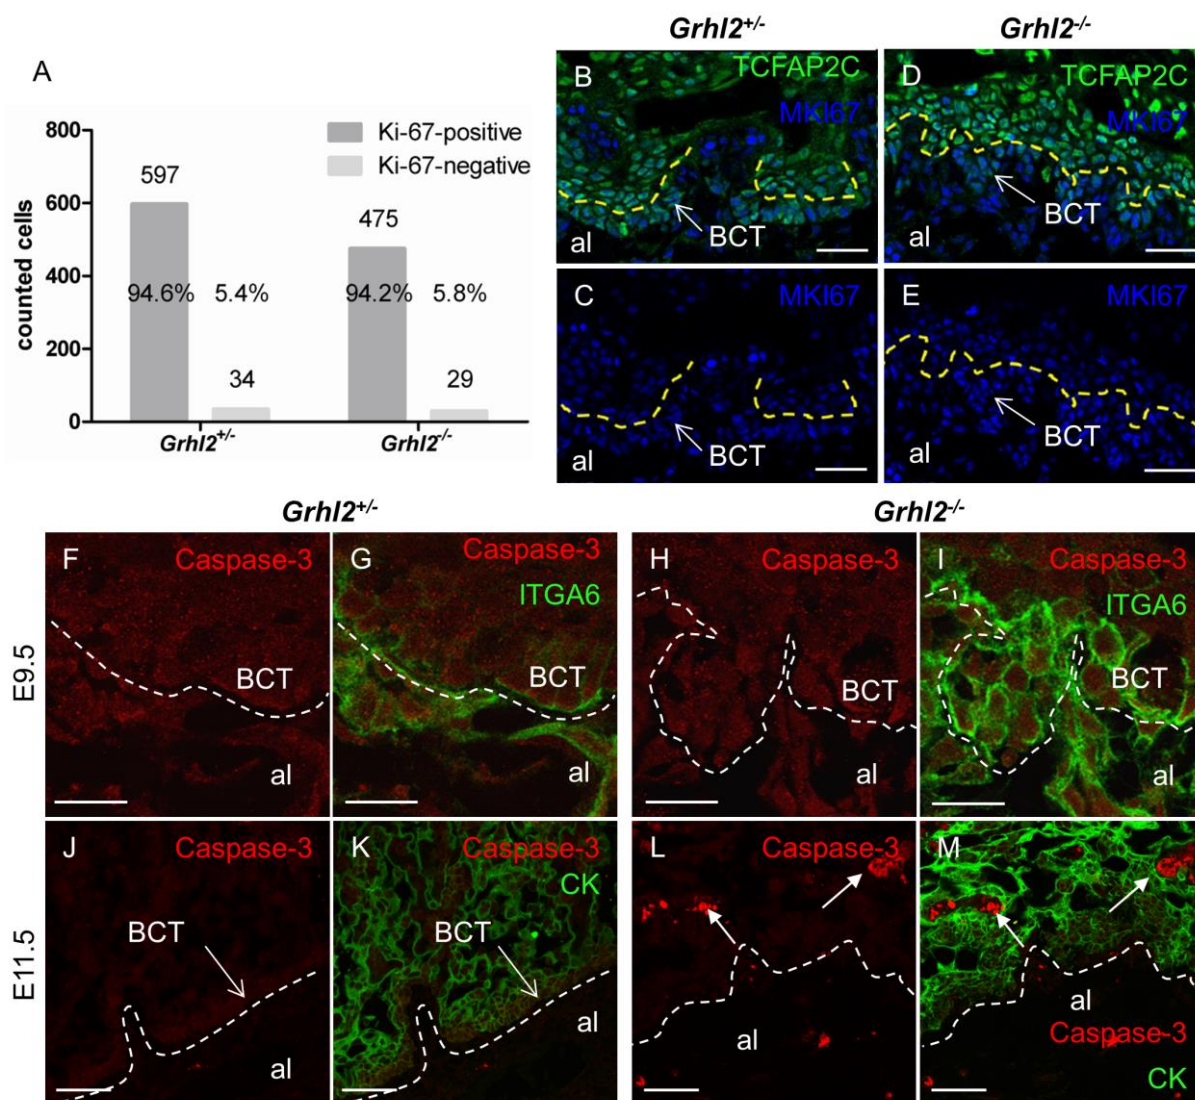 Grhl2+/- Grhl2-/-
A
800
600
400
200
0
counted cells
Ki-67-positive
Ki-67-negative
597
94.6%
5.4%
34
475
94.2%
5.8%
29
Grhl2+/- Grhl2-/-
B TCFAP2C
MKI67
BCT
al
D TCFAP2C
MKI67
BCT
al
C MKI67
BCT
al
E MKI67
BCT
al
Grhl2+/- Grhl2-/-
E9.5
F Caspase-3
BCT
al
G Caspase-3
ITGA6
BCT
al
H Caspase-3
BCT
al
I Caspase-3
ITGA6
BCT
al
E11.5
J Caspase-3
BCT
al
K Caspase-3
CK
BCT
al
L Caspase-3
al
M
al
Caspase-3
CK